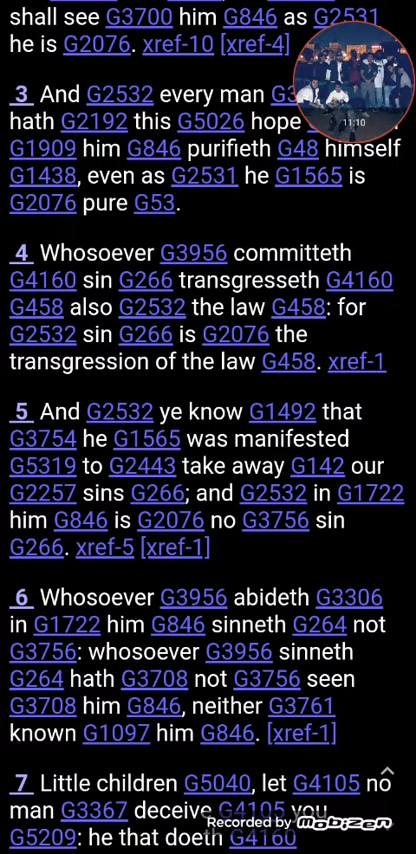 shall see G3700 him G846 as G2531
he is G2076. xref-10 [xref-4]
3 And G2532 every man G3
hath G2192 this G5026 hope
G1909 him G846 purifieth G48 himself
G1438, even as G2531 he G1565 is
G2076 pure G53.
4 Whosoever G3956 committeth
G4160 sin G266 transgresseth G4160
G458 also G2532 the law G458: for
G2532 sin G266 is G2076 the
transgression of the law G458. xref-1
5 And G2532 ye know G1492 that
G3754 he G1565 was manifested
G5319 to G2443 take away G142 our
G2257 sins G266; and G2532 in G1722
him G846 is G2076 no G3756 sin
G266. xref-5 [xref-1]
6 Whosoever G3956 abideth G3306
in G1722 him G846 sinneth G264 not
G3756: whosoever G3956 sinneth
G264 hath G3708 not G3756 seen
G3708 him G846, neither G3761
known G1097 him G846. [xref-1]
7 Little children G5040, let G4105 no
man G3367 deceive G4105 you
G5209: he that doeth G4160
11:10
Recorded by mobizen